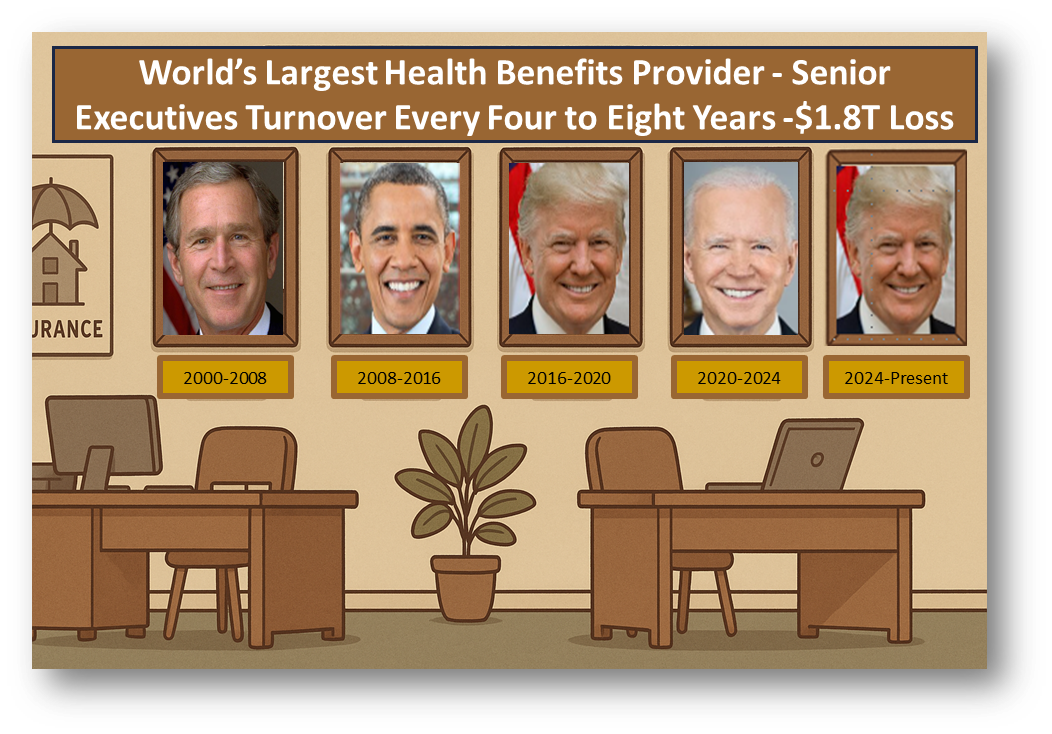 World’s Largest Health Benefits Provider - Senior
Executives Turnover Every Four to Eight Years -$1.8T Loss
URANCE
2000-2008
2008-2016
2016-2020
2020-2024
2024-Present